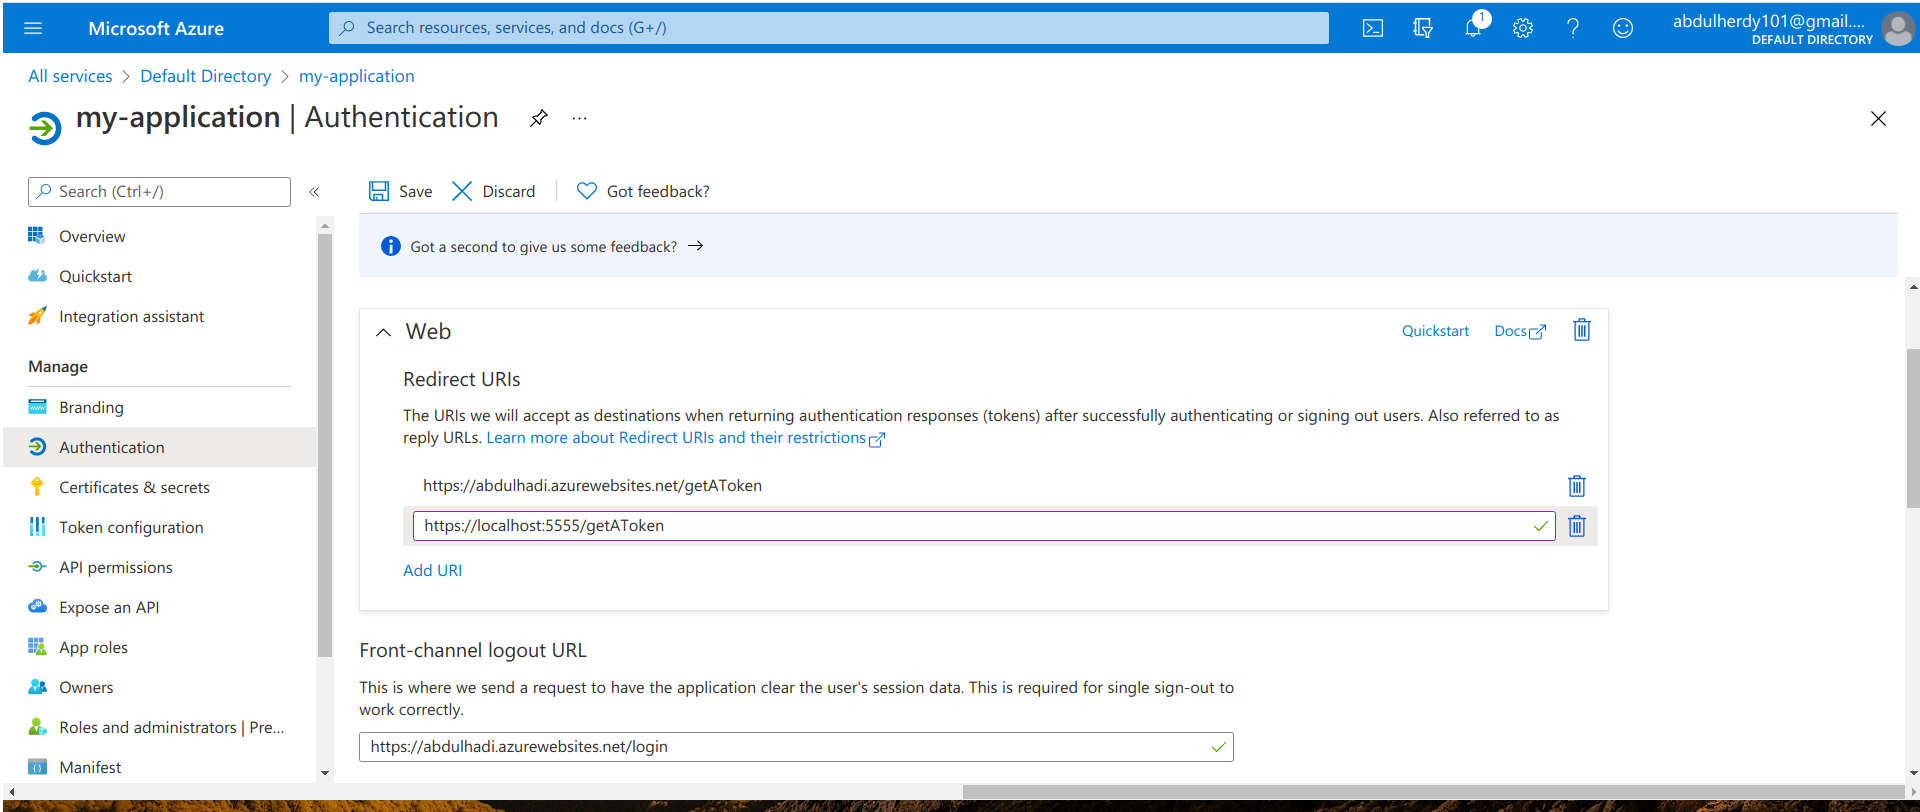 Microsoft Azure
Search resources, services, and docs (G+/)
1
abdulherdy101@gmail....
DEFAULT DIRECTORY
All services > Default Directory > my-application
my-application | Authentication
...
Search (Ctrl+/)
«
Save
Discard
Got feedback?
Got a second to give us some feedback? →
Overview
Quickstart
Integration assistant
Manage
Branding
Authentication
Certificates & secrets
Token configuration
API permissions
Expose an API
App roles
Owners
Roles and administrators | Pre...
Manifest
Web
Quickstart
Docs
Redirect URIs
The URIs we will accept as destinations when returning authentication responses (tokens) after successfully authenticating or signing out users. Also referred to as
reply URLs. Learn more about Redirect URIs and their restrictions
https://abdulhadi.azurewebsites.net/getAToken
https://localhost:5555/getAToken
Add URI
Front-channel logout URL
This is where we send a request to have the application clear the user's session data. This is required for single sign-out to
work correctly.
https://abdulhadi.azurewebsites.net/login